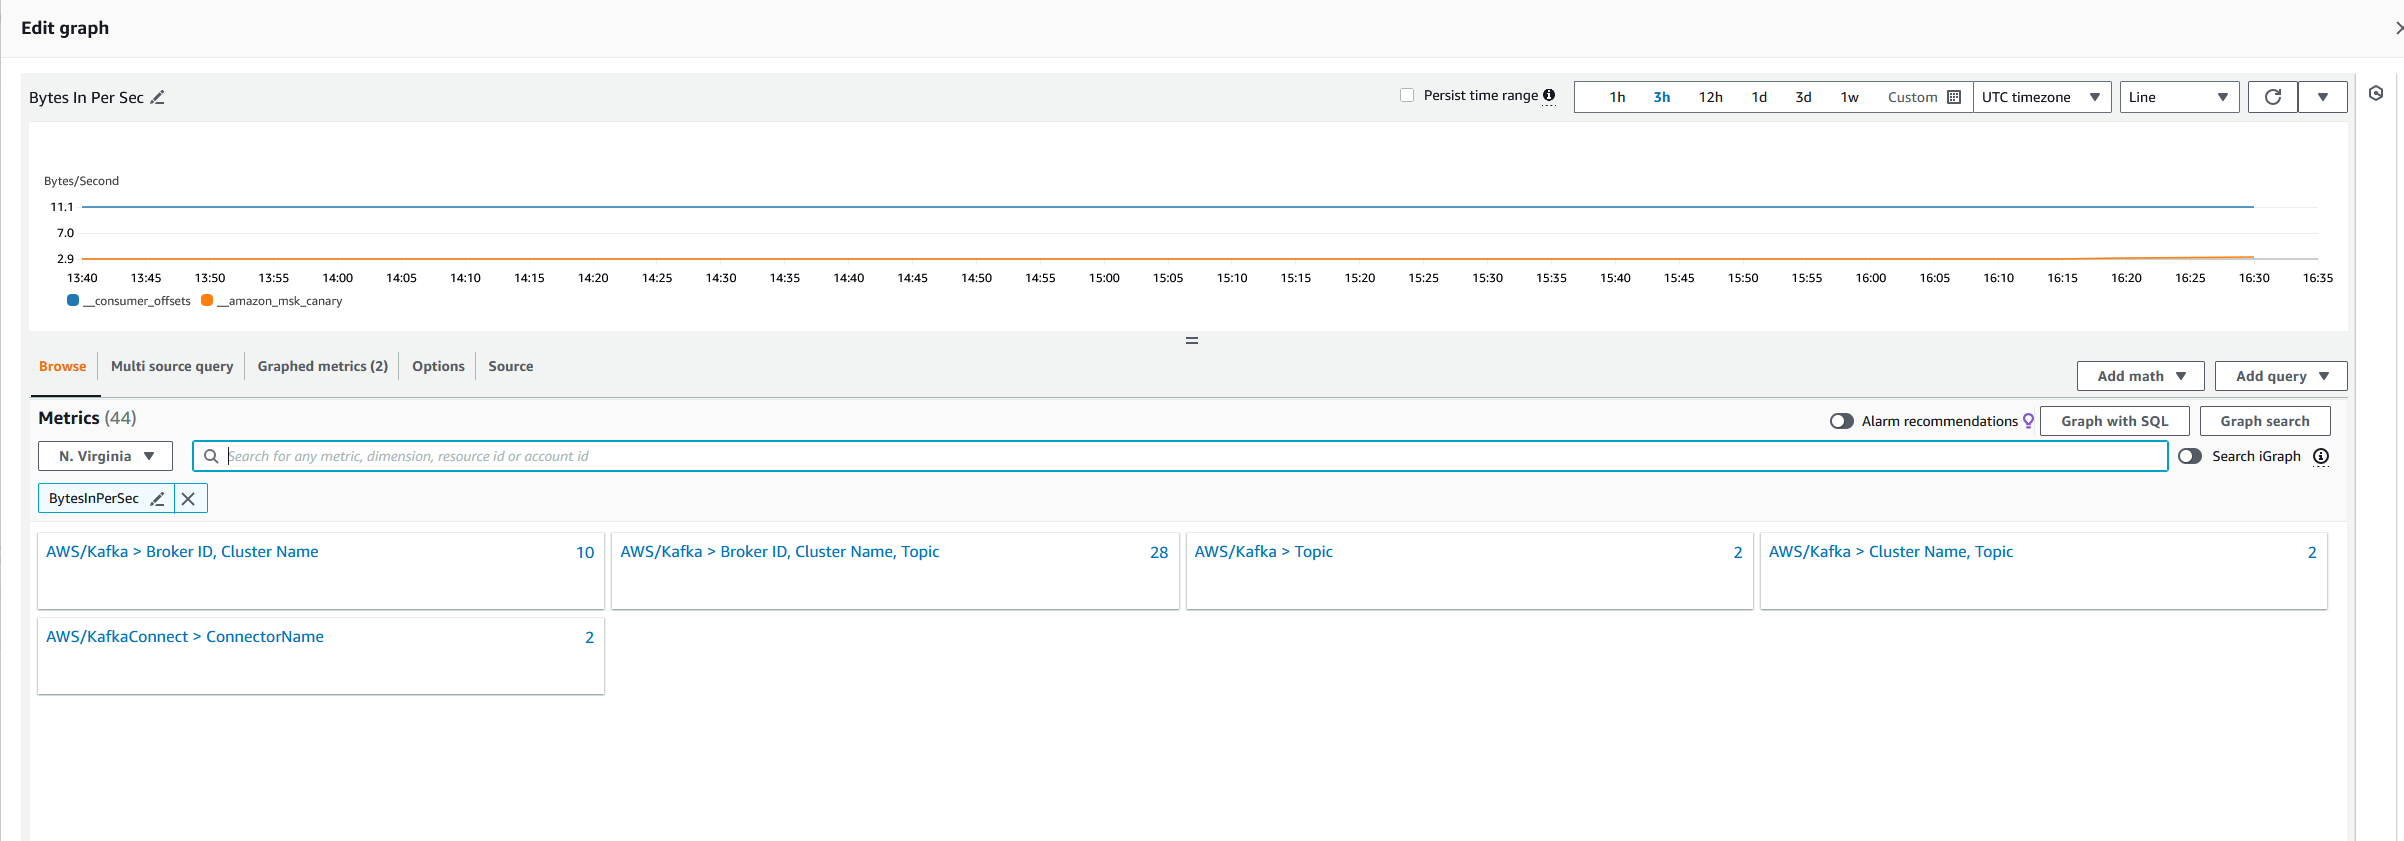 Edit graph
Bytes In Per Sec
Persist time range
1h 3h 12h 1d 3d 1w Custom
UTC timezone
Line
Bytes/Second
11.1
7.0
2.9
13:40 13:45 13:50 13:55 14:00 14:05 14:10 14:15 14:20 14:25 14:30 14:35 14:40 14:45 14:50 14:55 15:00 15:05 15:10 15:15 15:20 15:25 15:30 15:35 15:40 15:45 15:50 15:55 16:00 16:05 16:10 16:15 16:20 16:25 16:30 16:35
__consumer_offsets __amazon_msk_canary
Browse Multi source query Graphed metrics (2) Options Source
Add math Add query
Metrics (44)
Alarm recommendations Graph with SQL Graph search
N. Virginia
Search for any metric, dimension, resource id or account id
Search iGraph
BytesInPerSec
AWS/Kafka > Broker ID, Cluster Name 10
AWS/Kafka > Broker ID, Cluster Name, Topic 28
AWS/Kafka > Topic 2
AWS/Kafka > Cluster Name, Topic 2
AWS/KafkaConnect > ConnectorName 2